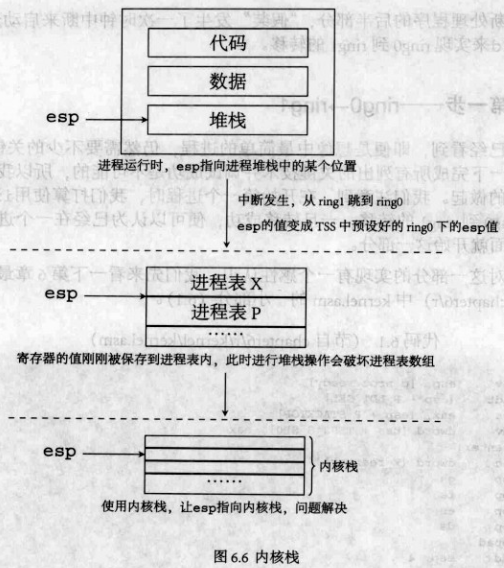 代码
数据
堆栈
esp
进程运行时，esp指向进程堆栈中的某个位置
中断发生，从 ring1 跳到 ring0
esp的值变成 TSS 中预设好的 ring0 下的esp值
esp
进程表 X
进程表 P
……
寄存器的值刚刚被保存到进程表内，此时进行堆栈操作会破坏进程表数组
esp
……
内核栈
使用内核栈，让esp指向内核栈，问题解决
图 6.6 内核栈